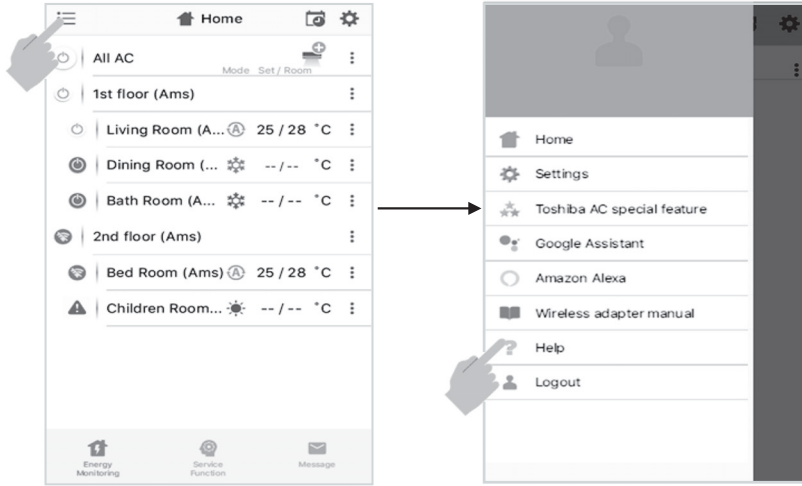 Home
All AC
Mode Set / Room
1st floor (Ams)
Living Room (A... A 25 / 28 °C
Dining Room (... -- / -- °C
Bath Room (A... -- / -- °C
2nd floor (Ams)
Bed Room (Ams) A 25 / 28 °C
Children Room... -- / -- °C
Energy
Monitoring
Service
Function
Message
Home
Settings
Toshiba AC special feature
Google Assistant
Amazon Alexa
Wireless adapter manual
? Help
Logout